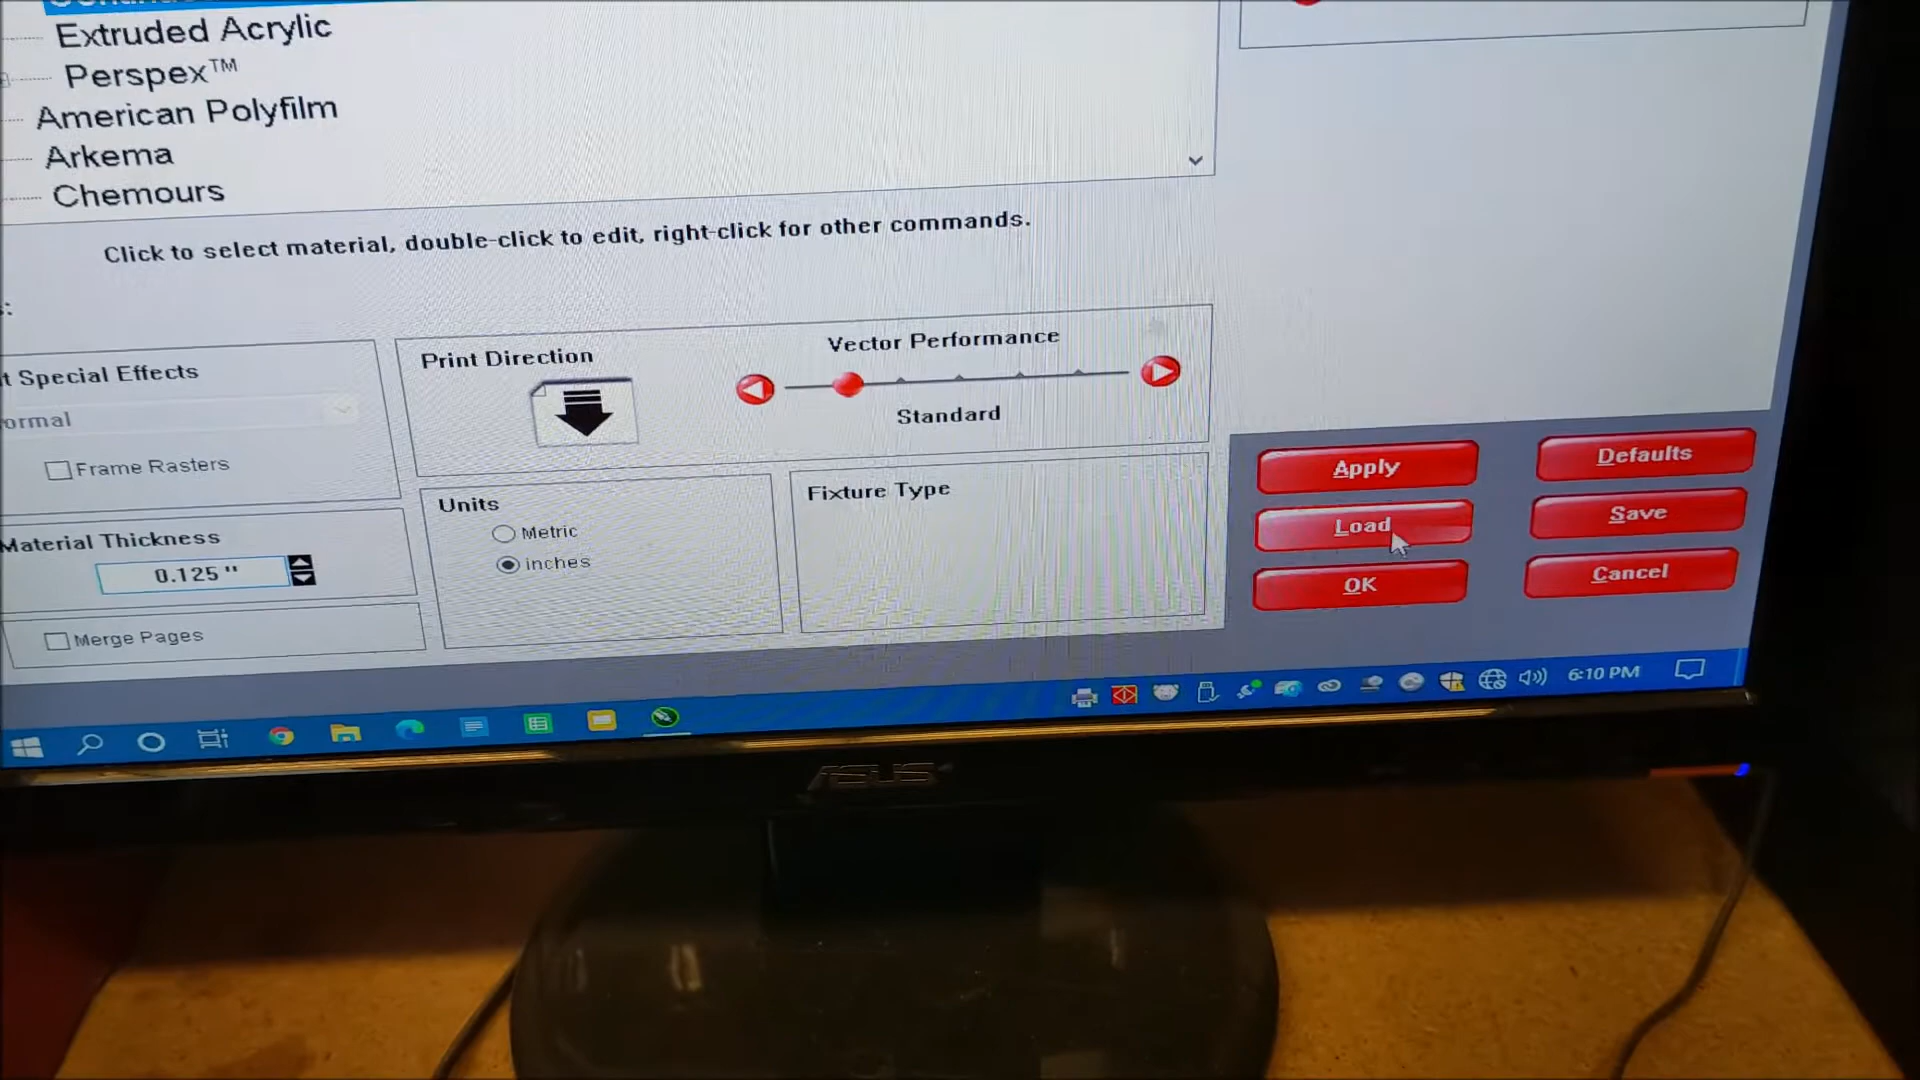 Extruded Acrylic
Perspex™
American Polyfilm
Arkema
Chemours
Click to select material, double-click to edit, right-click for other commands.
s:
t Special Effects
ormal
Frame Rasters
Print Direction
Vector Performance
Standard
Material Thickness
0.125 "
Units
Metric
inches
Fixture Type
Merge Pages
Apply
Defaults
Load
Save
OK
Cancel
6:10 PM
ASUS